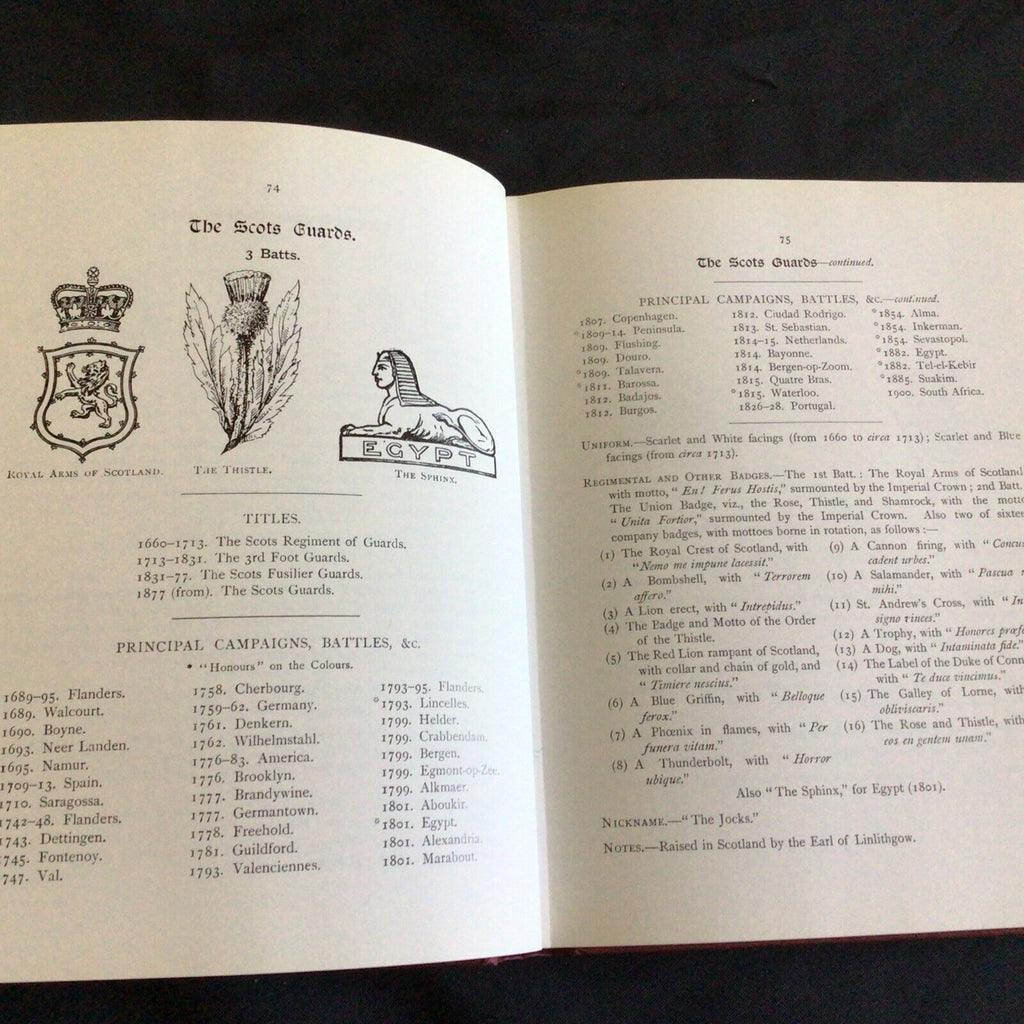 74
The Scots Guards.
3 Batts.
EGYPT
ROYAL ARMS OF SCOTLAND.
THE THISTLE.
THE SPHINX.
TITLES.
1660–1713. The Scots Regiment of Guards.
1713–1831. The 3rd Foot Guards.
1831–77. The Scots Fusilier Guards.
1877 (from). The Scots Guards.
PRINCIPAL CAMPAIGNS, BATTLES, &c.
* "Honours" on the Colours.
1689–95. Flanders.
1689. Walcourt.
1690. Boyne.
1693. Neer Landen.
1695. Namur.
1709–13. Spain.
1710. Saragossa.
1742–48. Flanders.
1743. Dettingen.
1745. Fontenoy.
747. Val.
1758. Cherbourg.
1759–62. Germany.
1761. Denkern.
1762. Wilhelmstahl.
1776–83. America.
1776. Brooklyn.
1777. Brandywine.
1777. Germantown.
1778. Freehold.
1781. Guildford.
1793. Valenciennes.
1793–95. Flanders.
*1793. Lincelles.
1799. Helder.
1799. Crabbendam.
1799. Bergen.
1799. Egmont-op-Zee.
1799. Alkmaer.
1801. Aboukir.
*1801. Egypt.
1801. Alexandria.
1801. Marabout.
75
The Scots Guards—continued.
PRINCIPAL CAMPAIGNS, BATTLES, &c.—continued.
1807. Copenhagen.
*1809–14. Peninsula.
1809. Flushing.
1809. Douro.
*1809. Talavera.
*1811. Barossa.
1812. Badajos.
1812. Burgos.
1812. Ciudad Rodrigo.
1813. St. Sebastian.
1814–15. Netherlands.
1814. Bayonne.
1814. Bergen-op-Zoom.
1815. Quatre Bras.
*1815. Waterloo.
1826–28. Portugal.
*1854. Alma.
*1854. Inkerman.
*1854. Sevastopol.
*1882. Egypt.
*1882. Tel-el-Kebir
*1885. Suakim.
1900. South Africa.
UNIFORM.—Scarlet and White facings (from 1660 to circa 1713); Scarlet and Blue
facings (from circa 1713).
REGIMENTAL AND OTHER BADGES.—The 1st Batt.: The Royal Arms of Scotland
with motto, "En! Ferus Hostis," surmounted by the Imperial Crown; 2nd Batt.
The Union Badge, viz., the Rose, Thistle, and Shamrock, with the motto
"Unita Fortior," surmounted by the Imperial Crown. Also two of sixtee
company badges, with mottoes borne in rotation, as follows:—
(1) The Royal Crest of Scotland, with
"Nemo me impune lacessit."
(2) A Bombshell, with "Terrorem
affero."
(3) A Lion erect, with "Intrepidus."
(4) The Badge and Motto of the Order
of the Thistle.
(5) The Red Lion rampant of Scotland,
with collar and chain of gold, and
"Timiere nescius."
(6) A Blue Griffin, with "Belloque
ferox."
(7) A Phœnix in flames, with "Per
funera vitam."
(8) A Thunderbolt, with "Horror
ubique."
(9) A Cannon firing, with "Concus
cadent urbes."
(10) A Salamander, with "Pascua
mihi."
(11) St. Andrew's Cross, with "In
signo vinces."
(12) A Trophy, with "Honores præf
(13) A Dog, with "Intaminata fide."
(14) The Label of the Duke of Conn
with "Te duce vincimus."
(15) The Galley of Lorne, with
obliviscaris."
(16) The Rose and Thistle, with
eos en gentem unam."
Also "The Sphinx," for Egypt (1801).
NICKNAME.—"The Jocks."
NOTES.—Raised in Scotland by the Earl of Linlithgow.